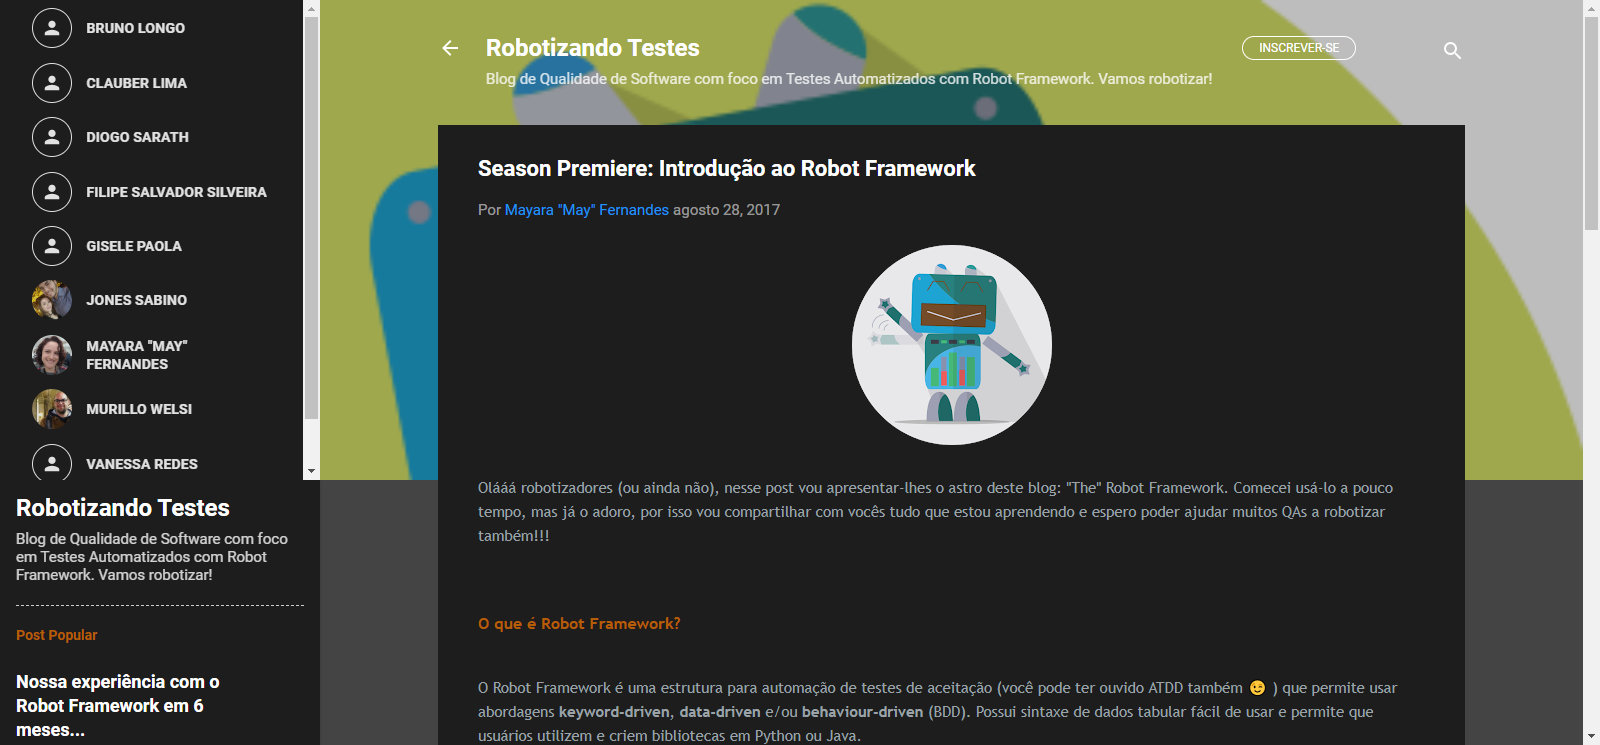 BRUNO LONGO
CLAUBER LIMA
DIOGO SARATH
FILIPE SALVADOR SILVEIRA
GISELE PAOLA
JONES SABINO
MAYARA "MAY"
FERNANDES
MURILLO WELSI
VANESSA REDES
Robotizando Testes
Blog de Qualidade de Software com foco
em Testes Automatizados com Robot
Framework. Vamos robotizar!
Post Popular
Nossa experiência com o
Robot Framework em 6
meses...
Robotizando Testes
INSCREVER-SE
Blog de Qualidade de Software com foco em Testes Automatizados com Robot Framework. Vamos robotizar!
Season Premiere: Introdução ao Robot Framework
Por Mayara "May" Fernandes agosto 28, 2017
Olááá robotizadores (ou ainda não), nesse post vou apresentar-lhes o astro deste blog: "The" Robot Framework. Comecei usá-lo a pouco
tempo, mas já o adoro, por isso vou compartilhar com vocês tudo que estou aprendendo e espero poder ajudar muitos QAs a robotizar
também!!!
O que é Robot Framework?
O Robot Framework é uma estrutura para automação de testes de aceitação (você pode ter ouvido ATDD também 😉 ) que permite usar
abordagens keyword-driven, data-driven e/ou behaviour-driven (BDD). Possui sintaxe de dados tabular fácil de usar e permite que
usuários utilizem e criem bibliotecas em Python ou Java.